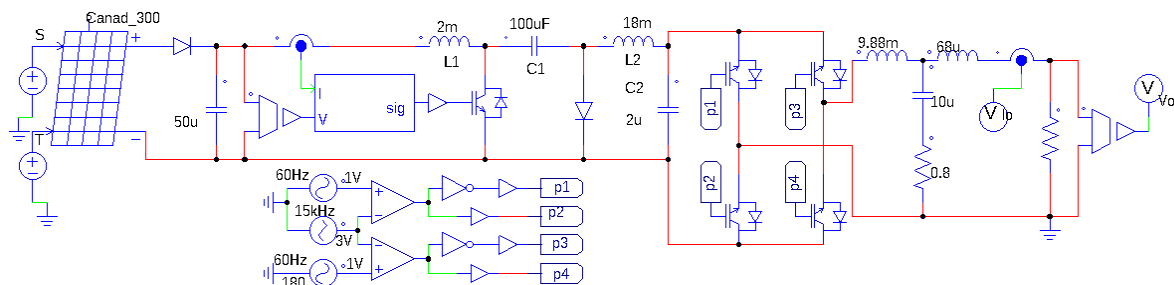 Canad_300
S
+
T
−
50u
I
V
sig
2m
L1
100uF
C1
18m
L2
C2
2u
p1
p3
p2
p4
9.88m
68u
10u
0.8
V
Ip
V
Vo
60Hz
1V
15kHz
3V
60Hz
180
1V
+
−
−
+
p1
p2
p3
p4